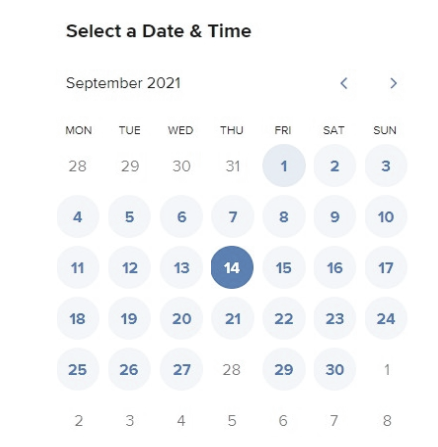 Select a Date & Time
September 2021
MON TUE WED THU FRI SAT SUN
28 29 30 31 1 2 3
4 5 6 7 8 9 10
11 12 13 14 15 16 17
18 19 20 21 22 23 24
25 26 27 28 29 30 1
2 3 4 5 6 7 8